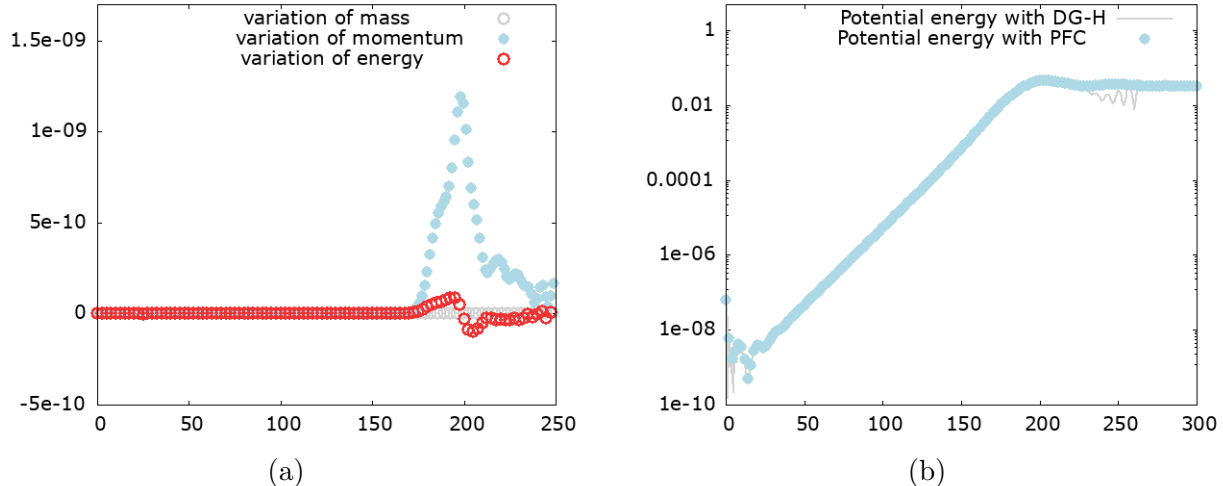 variation of mass
variation of momentum
variation of energy
1.5e-09
1e-09
5e-10
0
-5e-10
0 50 100 150 200 250
(a)
Potential energy with DG-H
Potential energy with PFC
1
0.01
0.0001
1e-06
1e-08
1e-10
0 50 100 150 200 250 300
(b)